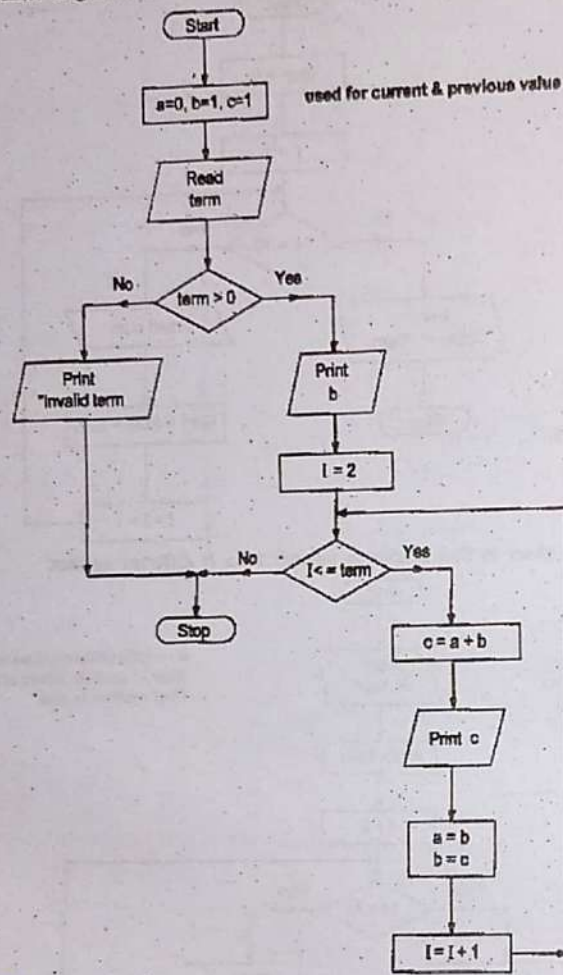 Start
a=0, b=1, c=1
used for current & previous value
Read
term
No
term > 0
Yes
Print
"Invalid term
Print
b
I = 2
No
I< = term
Yes
Stop
c = a + b
Print c
a = b
b = c
I = I + 1